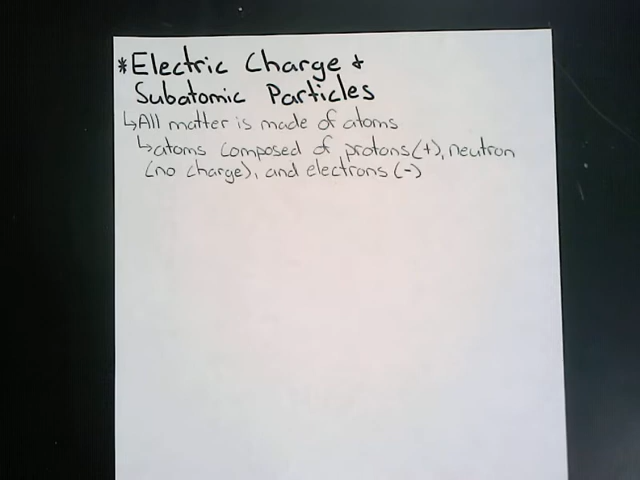 *Electric Charge &
Subatomic Particles
↳All matter is made of atoms
↳atoms composed of protons(+), neutron
(no charge), and electrons(-)